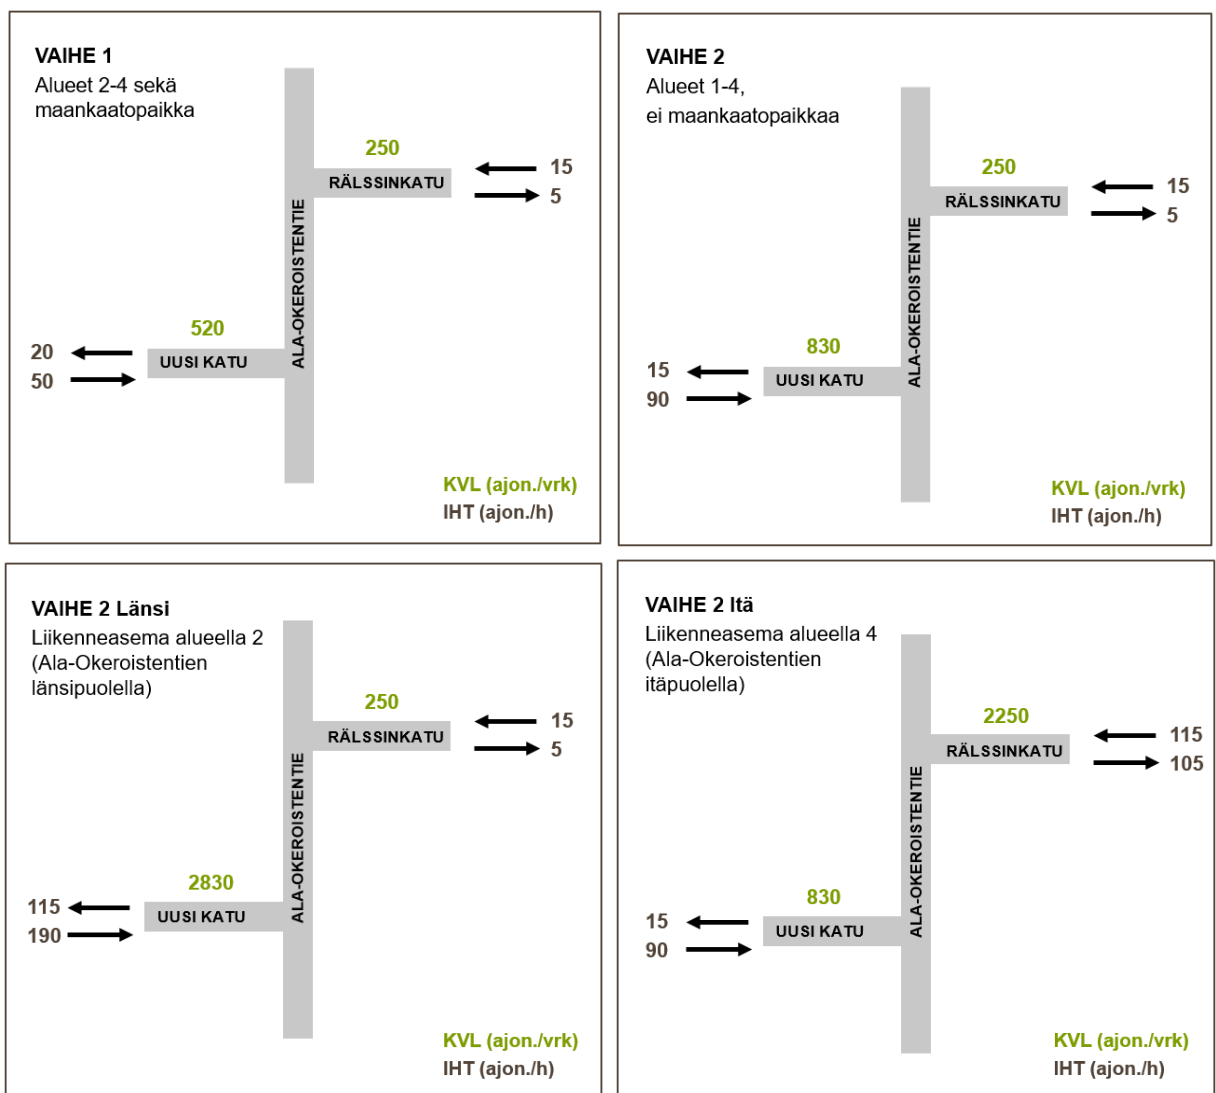 VAIHE 1
Alueet 2-4 sekä
maankaatopaikka
250
15
RÄLSSINKATU
5
ALA-OKEROISTENTIE
520
20
UUSI KATU
50
KVL (ajon./vrk)
IHT (ajon./h)
VAIHE 2
Alueet 1-4,
ei maankaatopaikkaa
250
15
RÄLSSINKATU
5
ALA-OKEROISTENTIE
830
15
UUSI KATU
90
KVL (ajon./vrk)
IHT (ajon./h)
VAIHE 2 Länsi
Liikenneasema alueella 2
(Ala-Okeroistentien
länsipuolella)
250
15
RÄLSSINKATU
5
ALA-OKEROISTENTIE
2830
115
UUSI KATU
190
KVL (ajon./vrk)
IHT (ajon./h)
VAIHE 2 Itä
Liikenneasema alueella 4
(Ala-Okeroistentien
itäpuolella)
2250
115
RÄLSSINKATU
105
ALA-OKEROISTENTIE
830
15
UUSI KATU
90
KVL (ajon./vrk)
IHT (ajon./h)